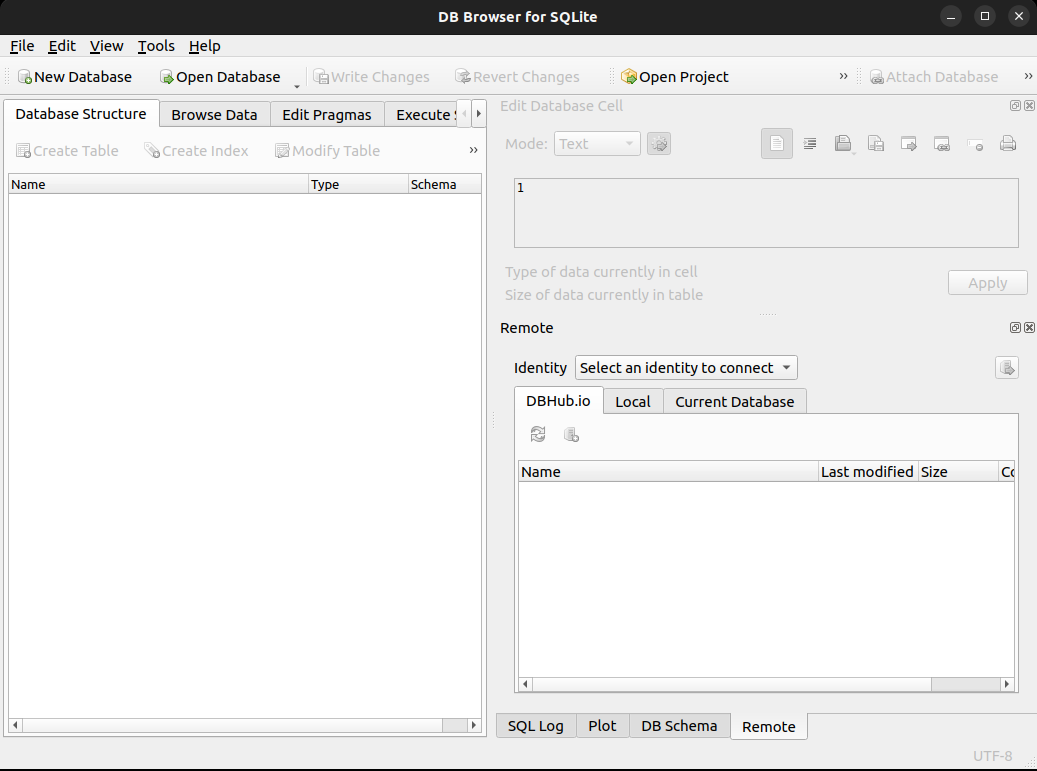 DB Browser for SQLite
File Edit View Tools Help
New Database Open Database Write Changes Revert Changes Open Project » Attach Database »
Database Structure Browse Data Edit Pragmas Execute
Create Table Create Index Modify Table »
Name Type Schema
Edit Database Cell
Mode: Text
1
Type of data currently in cell
Size of data currently in table
Apply
Remote
Identity Select an identity to connect
DBHub.io Local Current Database
Name Last modified Size
SQL Log Plot DB Schema Remote
UTF-8